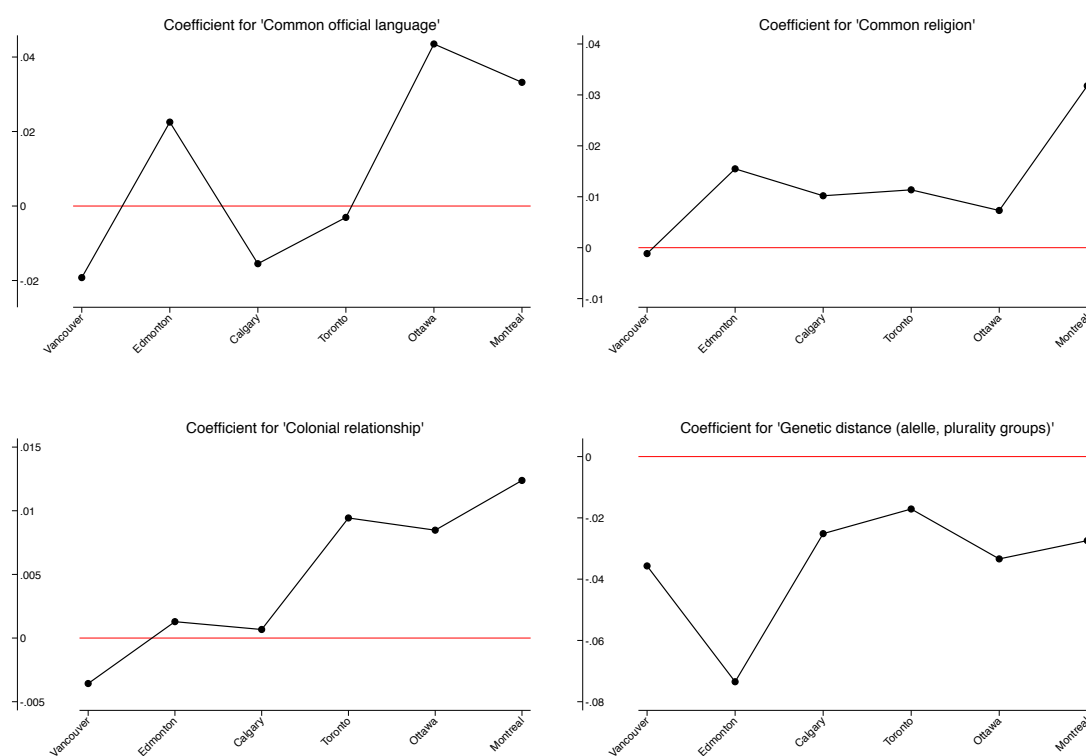 Coefficient for 'Common official language'
.04
.02
0
-.02
Vancouver
Edmonton
Calgary
Toronto
Ottawa
Montreal
Coefficient for 'Common religion'
.04
.03
.02
.01
0
-.01
Vancouver
Edmonton
Calgary
Toronto
Ottawa
Montreal
Coefficient for 'Colonial relationship'
.015
.01
.005
0
-.005
Vancouver
Edmonton
Calgary
Toronto
Ottawa
Montreal
Coefficient for 'Genetic distance (alelle, plurality groups)'
0
-.02
-.04
-.06
-.08
Vancouver
Edmonton
Calgary
Toronto
Ottawa
Montreal